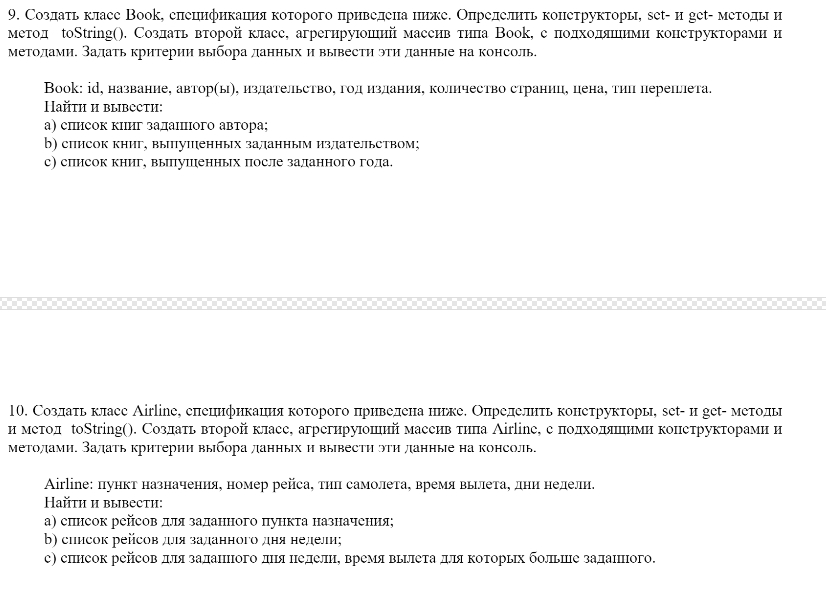 9. Создать класс Book, спецификация которого приведена ниже. Определить конструкторы, set- и get- методы и
метод toString(). Создать второй класс, агрегирующий массив типа Book, с подходящими конструкторами и
методами. Задать критерии выбора данных и вывести эти данные на консоль.
Book: id, название, автор(ы), издательство, год издания, количество страниц, цена, тип переплета.
Найти и вывести:
a) список книг заданного автора;
b) список книг, выпущенных заданным издательством;
c) список книг, выпущенных после заданного года.
10. Создать класс Airline, спецификация которого приведена ниже. Определить конструкторы, set- и get- методы
и метод toString(). Создать второй класс, агрегирующий массив типа Airline, с подходящими конструкторами и
методами. Задать критерии выбора данных и вывести эти данные на консоль.
Airline: пункт назначения, номер рейса, тип самолета, время вылета, дни недели.
Найти и вывести:
a) список рейсов для заданного пункта назначения;
b) список рейсов для заданного дня недели;
c) список рейсов для заданного дня недели, время вылета для которых больше заданного.